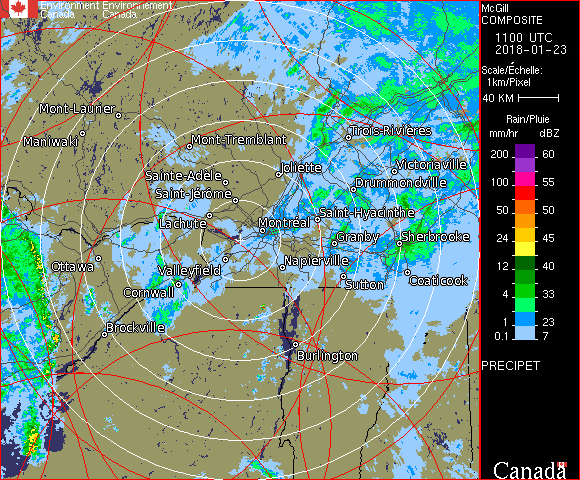 Environment Environnement
Canada Canada
McGill
COMPOSITE
1100 UTC
2018-01-23
Scale/Échelle:
1km/Pixel
40 KM
Rain/Pluie
mm/hr dBZ
200 60
100 55
50 50
24 45
12 40
4 33
1 23
0.1 7
PRECIPET
Mont-Laurier
Maniwaki
Mont-Tremblant
Trois-Rivières
Joliette
Victoriaville
Sainte-Adèle
Drummondville
Saint-Jérôme
Lachute
Saint-Hyacinthe
Montréal
Granby
Sherbrooke
Ottawa
Valleyfield
Napierville
Cornwall
Sutton
Coaticook
Brockville
Burlington
Canada